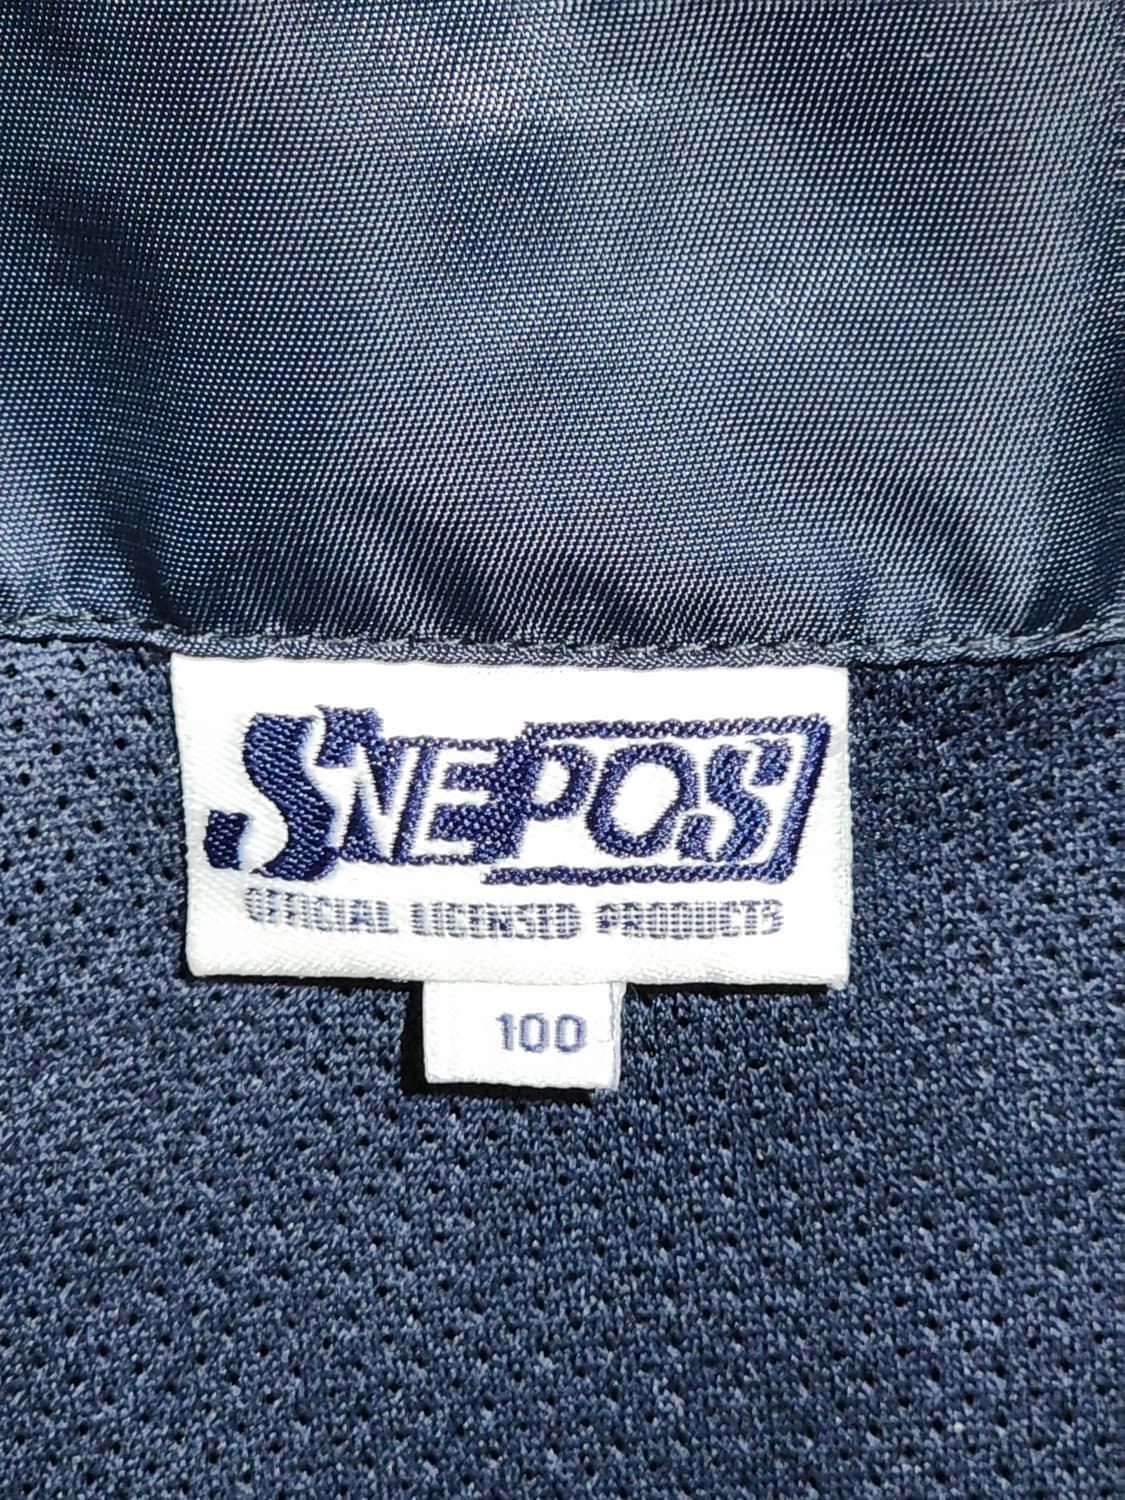 SNEPOS
OFFICIAL LICENSED PRODUCTS
100